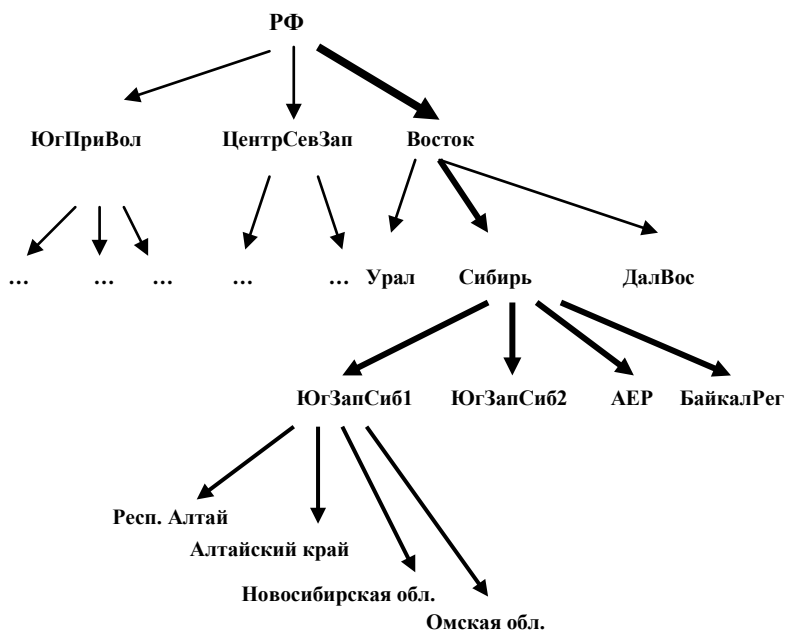 РФ
ЮгПриВол ЦентрСевЗап Восток
... ... ... ... ... Урал Сибирь ДалВос
ЮгЗапСиб1 ЮгЗапСиб2 АЕР БайкалРег
Респ. Алтай
Алтайский край
Новосибирская обл.
Омская обл.